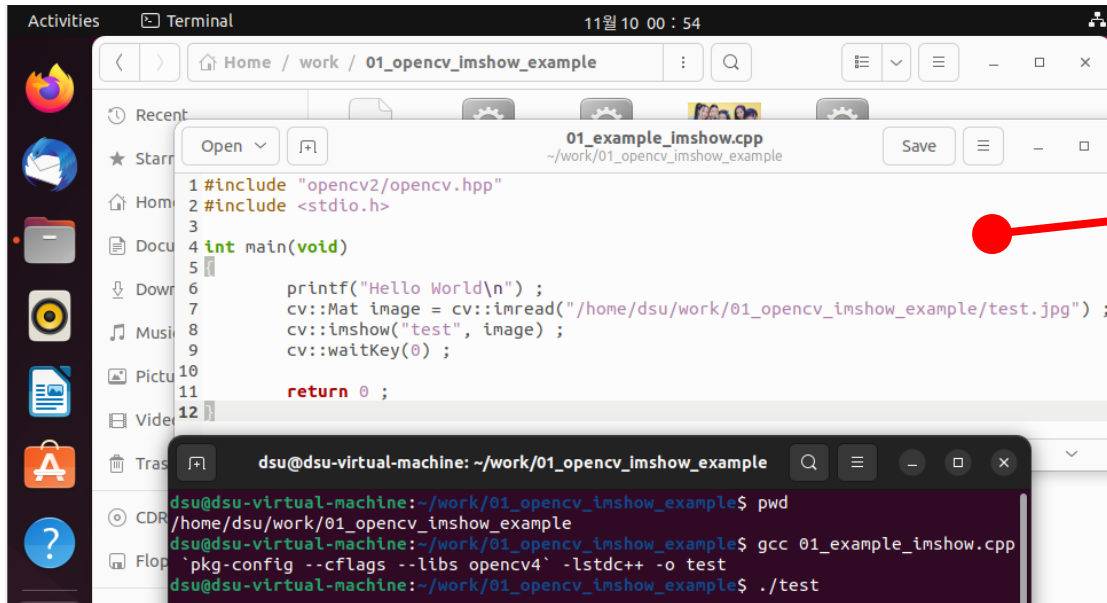 Activities Terminal 11월 10 00 : 54
Home / work / 01_opencv_imshow_example
Recent
Open 01_example_imshow.cpp Save
~/work/01_opencv_imshow_example
Starr
Hom
Docu
Dowr
Musi
Pictu
Vide
Tras
CDR
Flop
1 #include "opencv2/opencv.hpp"
2 #include <stdio.h>
3
4 int main(void)
5 {
6 printf("Hello World\n") ;
7 cv::Mat image = cv::imread("/home/dsu/work/01_opencv_imshow_example/test.jpg") ;
8 cv::imshow("test", image) ;
9 cv::waitKey(0) ;
10
11 return 0 ;
12 }
dsu@dsu-virtual-machine: ~/work/01_opencv_imshow_example
dsu@dsu-virtual-machine:~/work/01_opencv_imshow_example$ pwd
/home/dsu/work/01_opencv_imshow_example
dsu@dsu-virtual-machine:~/work/01_opencv_imshow_example$ gcc 01_example_imshow.cpp
`pkg-config --cflags --libs opencv4` -lstdc++ -o test
dsu@dsu-virtual-machine:~/work/01_opencv_imshow_example$ ./test